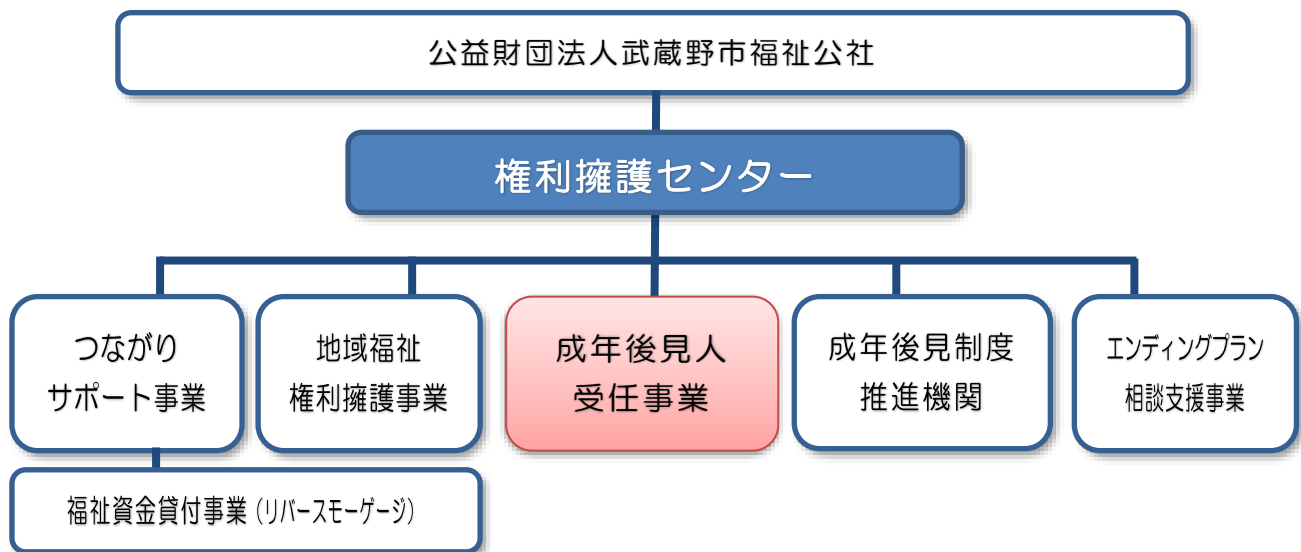 公益財団法人武蔵野市福祉公社
権利擁護センター
つながり
サポート事業
地域福祉
権利擁護事業
成年後見人
受任事業
成年後見制度
推進機関
エンディングプラン
相談支援事業
福祉資金貸付事業(リバースモーゲージ)